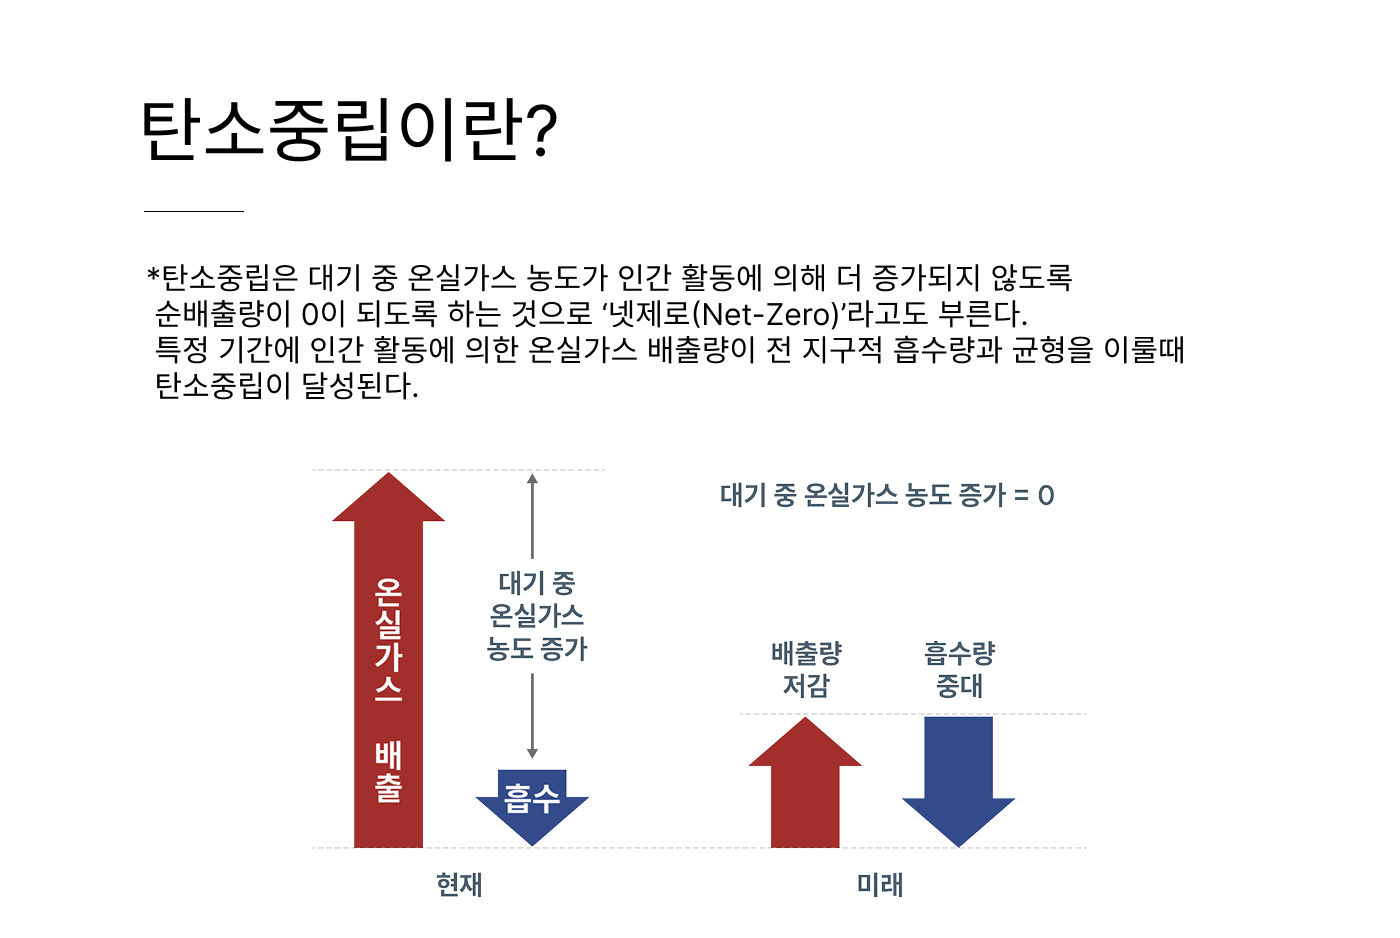 탄소중립이란?
*탄소중립은 대기 중 온실가스 농도가 인간 활동에 의해 더 증가되지 않도록
순배출량이 0이 되도록 하는 것으로 ‘넷제로(Net-Zero)’라고도 부른다.
특정 기간에 인간 활동에 의한 온실가스 배출량이 전 지구적 흡수량과 균형을 이룰때
탄소중립이 달성된다.
온실가스 배출
대기 중
온실가스
농도 증가
흡수
현재
대기 중 온실가스 농도 증가 = 0
배출량
저감
흡수량
중대
미래